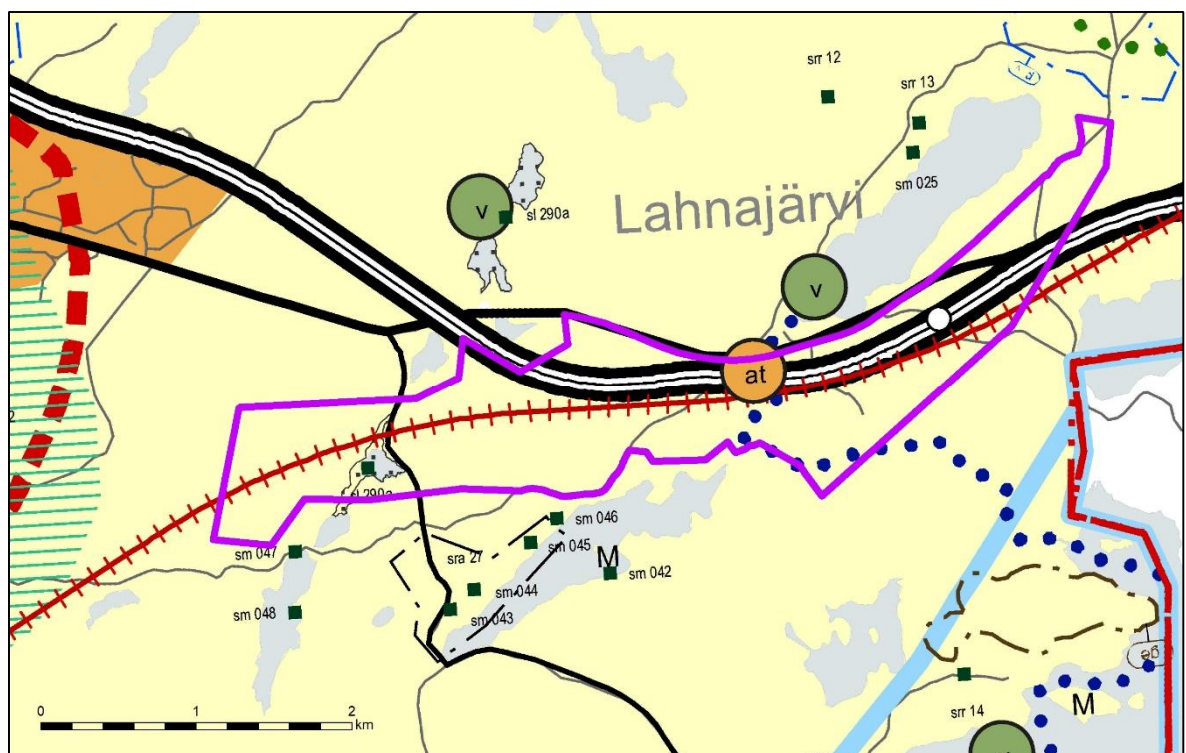 srr 12
srr 13
sm 025
Lahnajärvi
v
sl 290a
v
at
sl 290a
sm 046
sm 047
sra 27
sm 045
M
sm 042
sm 044
sm 048
sm 043
ge
0
2
km
srr 14
M